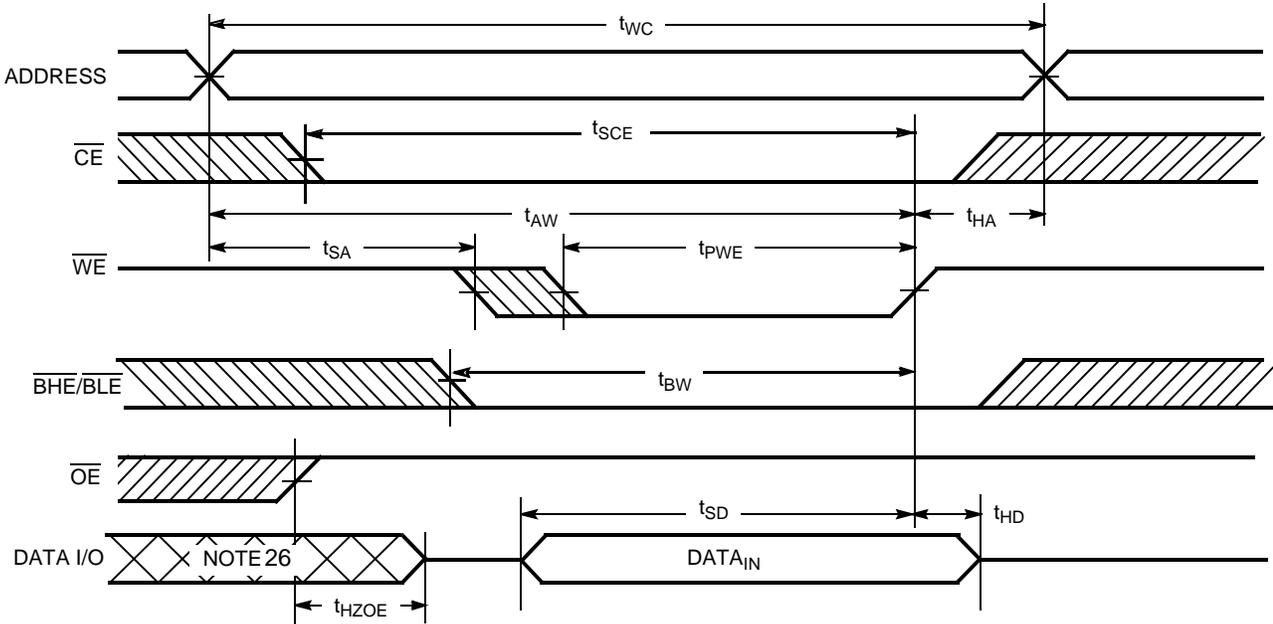 tWC
ADDRESS
tSCE
CE
tAW
tHA
tSA
tPWE
WE
BHE/BLE
tBW
OE
tSD
tHD
DATA I/O
NOTE 26
DATAIN
tHZOE